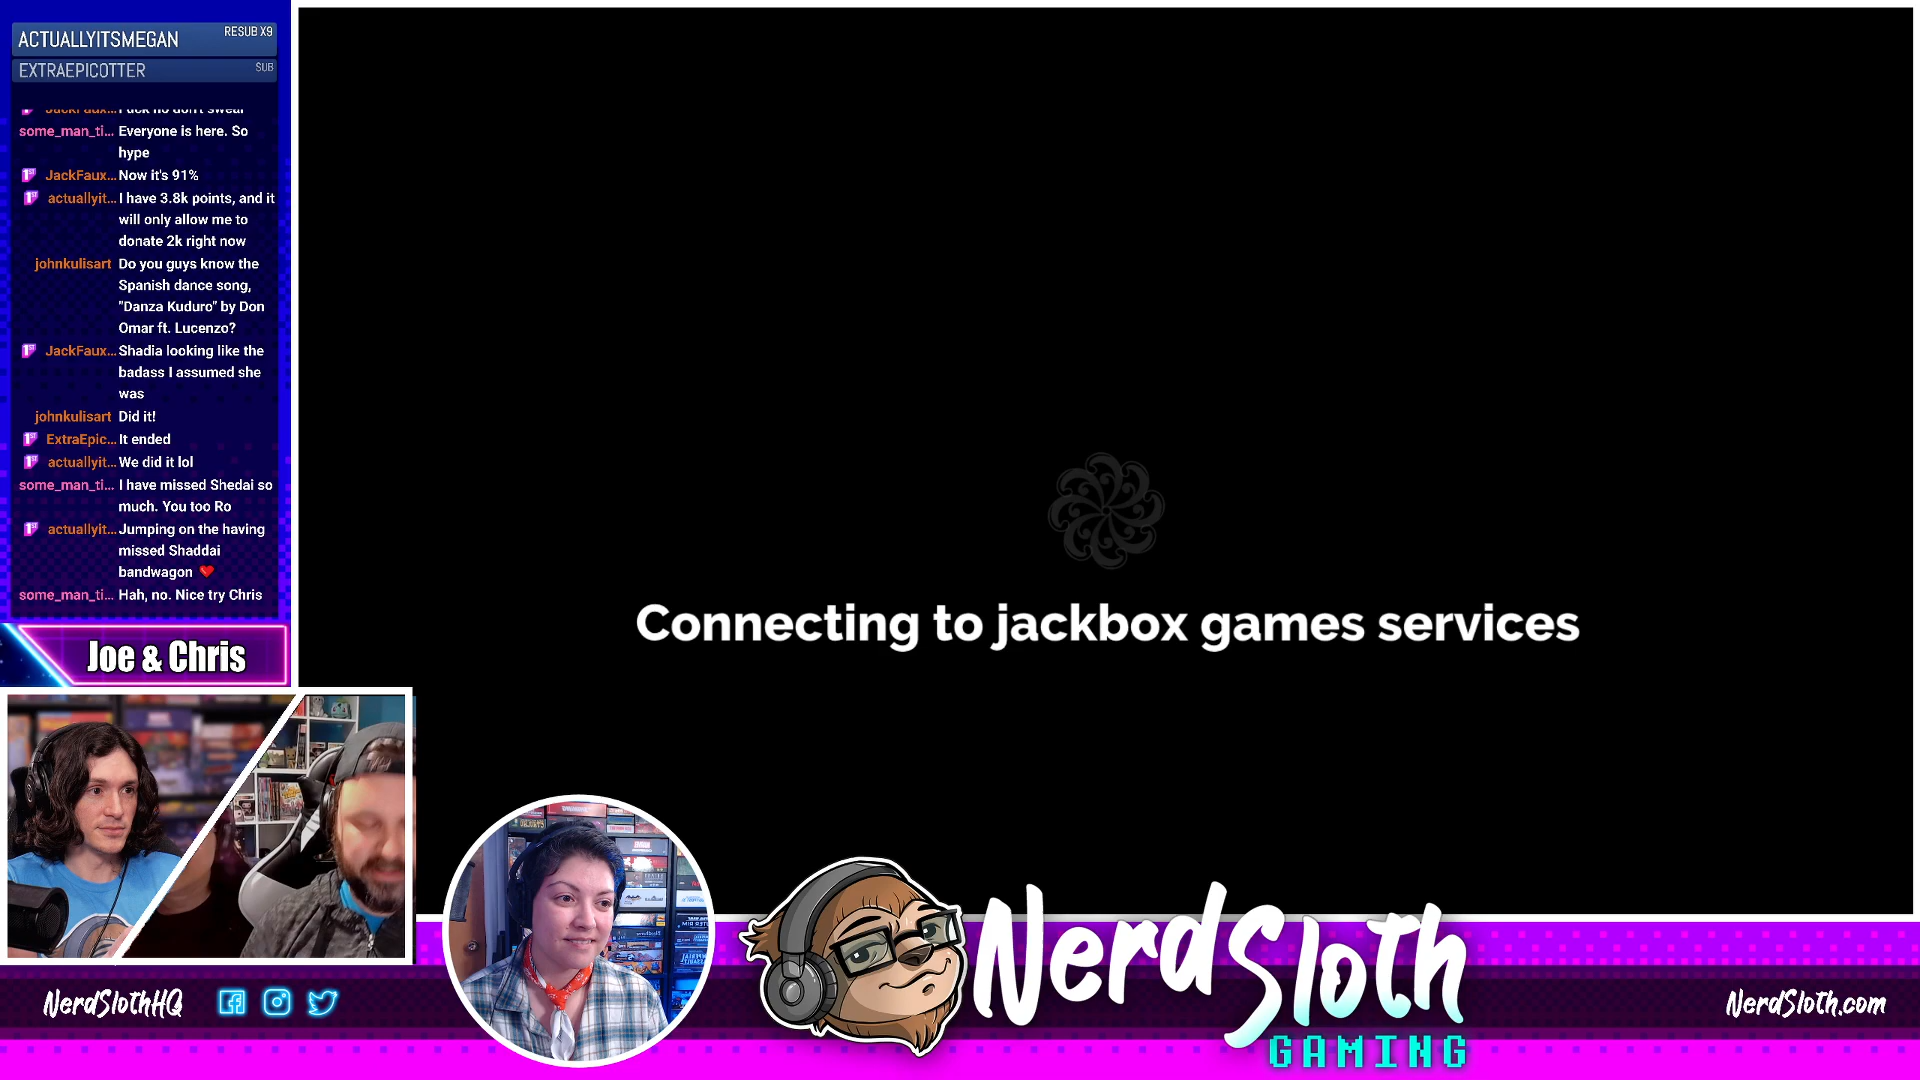 ACTUALLYITSMEGAN RESUB X9
EXTRAEPICOTTER SUB
some_man_ti... Everyone is here. So
hype
JackFaux... Now it's 91%
actuallyit... I have 3.8k points, and it
will only allow me to
donate 2k right now
johnkulisart Do you guys know the
Spanish dance song,
"Danza Kuduro" by Don
Omar ft. Lucenzo?
JackFaux... Shadia looking like the
badass I assumed she
was
johnkulisart Did it!
ExtraEpic... It ended
actuallyit... We did it lol
some_man_ti... I have missed Shedai so
much. You too Ro
actuallyit... Jumping on the having
missed Shaddai
bandwagon
some_man_ti... Hah, no. Nice try Chris
Joe & Chris
Connecting to jackbox games services
NerdSlothHQ
NerdSloth
GAMING
NerdSloth.com